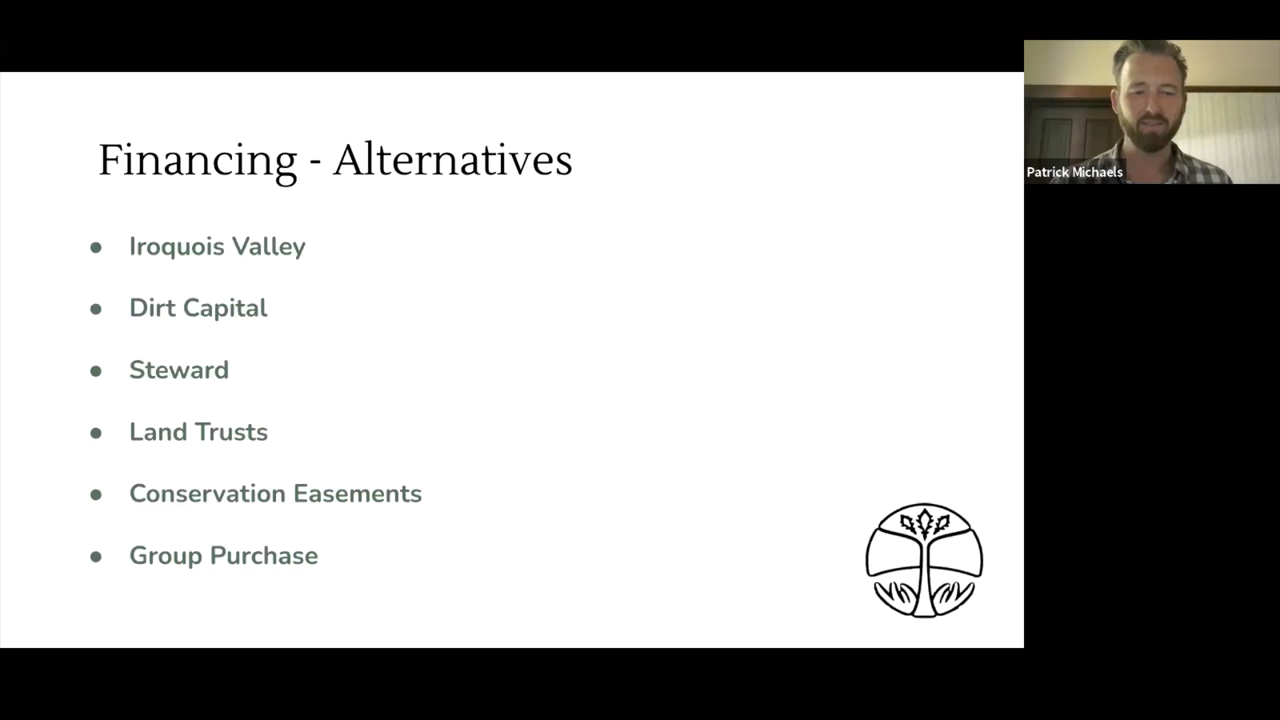 Financing - Alternatives
● Iroquois Valley
● Dirt Capital
● Steward
● Land Trusts
● Conservation Easements
● Group Purchase
Patrick Michaels